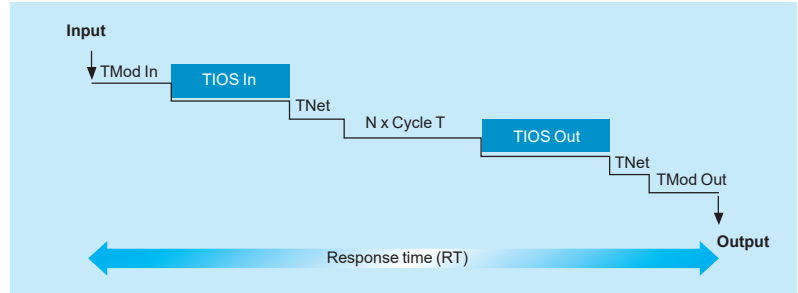 Input
TMod In
TIOS In
TNet
N x Cycle T
TIOS Out
TNet
TMod Out
Output
Response time (RT)